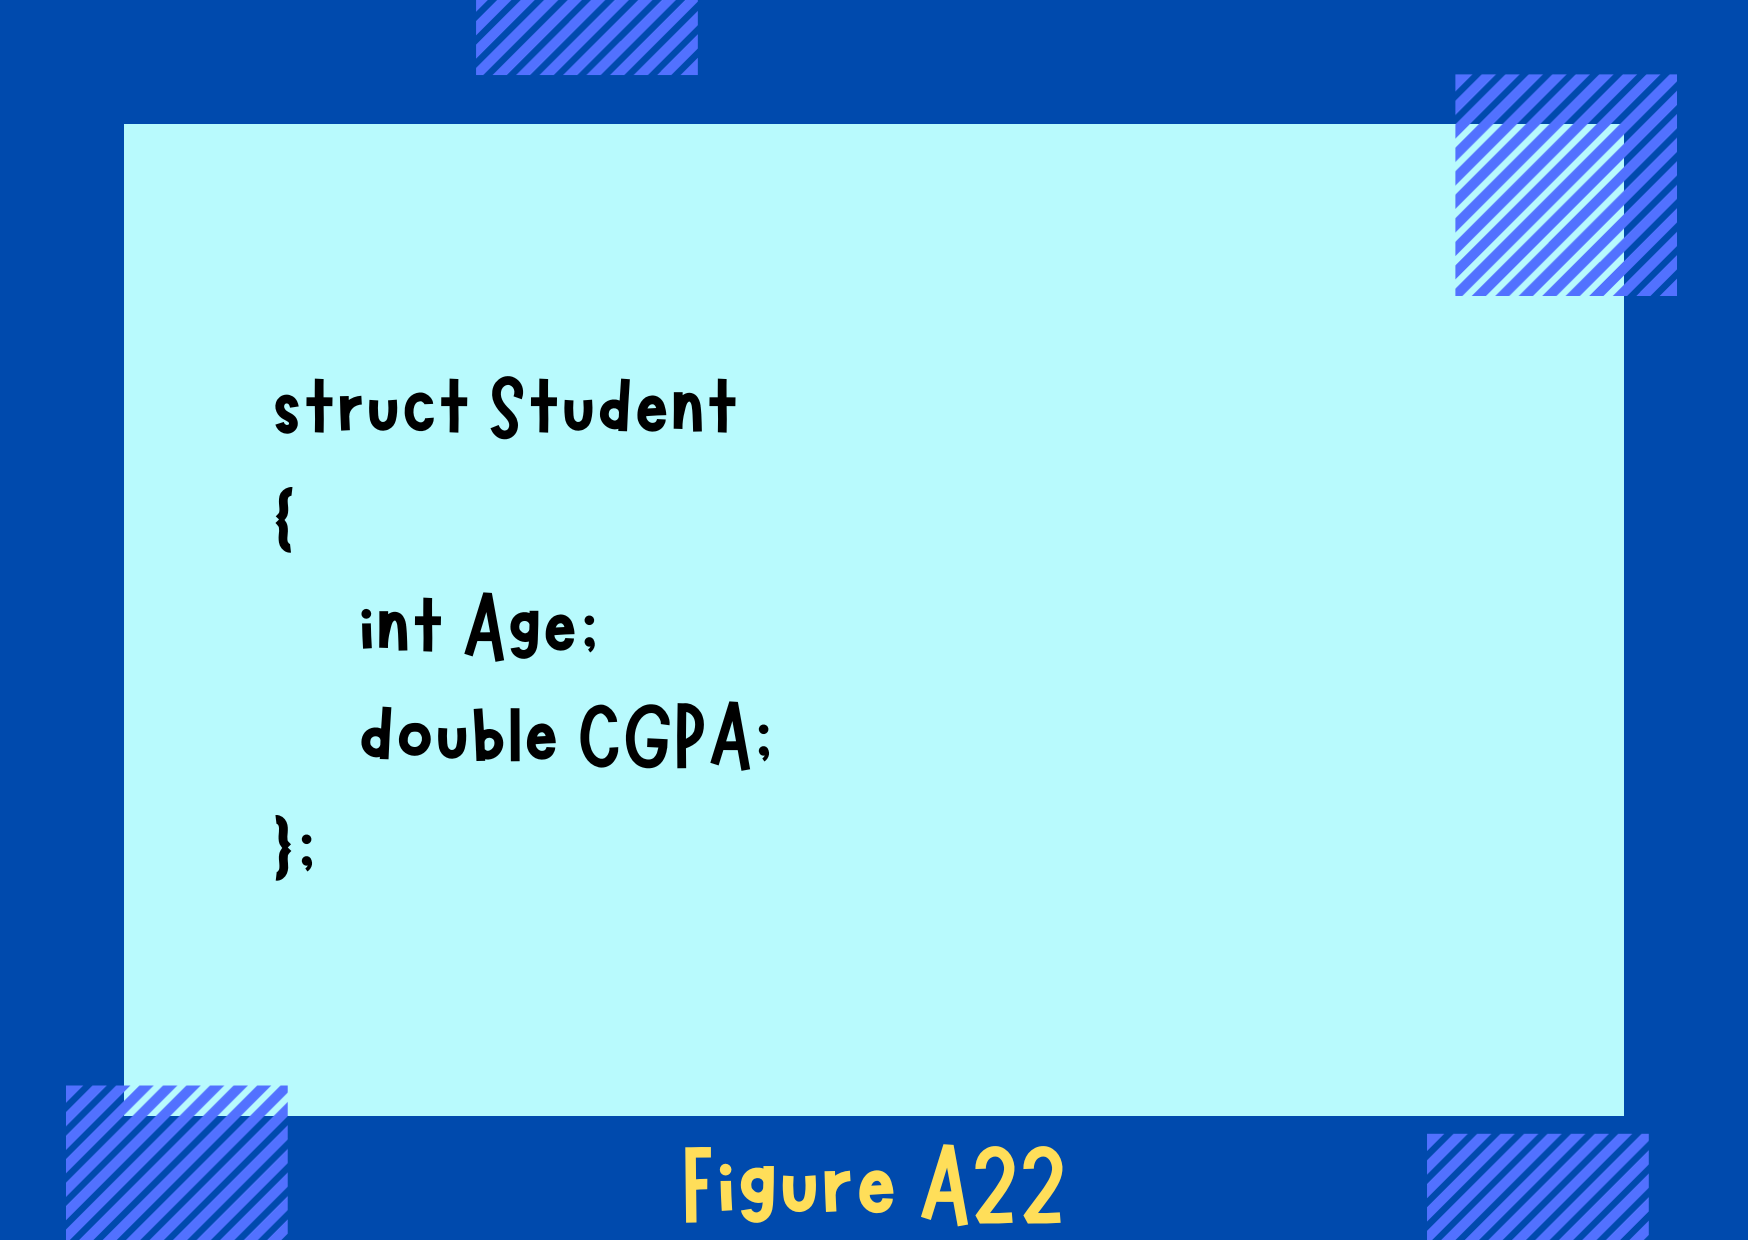 struct Student
{
int Age;
double CGPA;
};
Figure A22